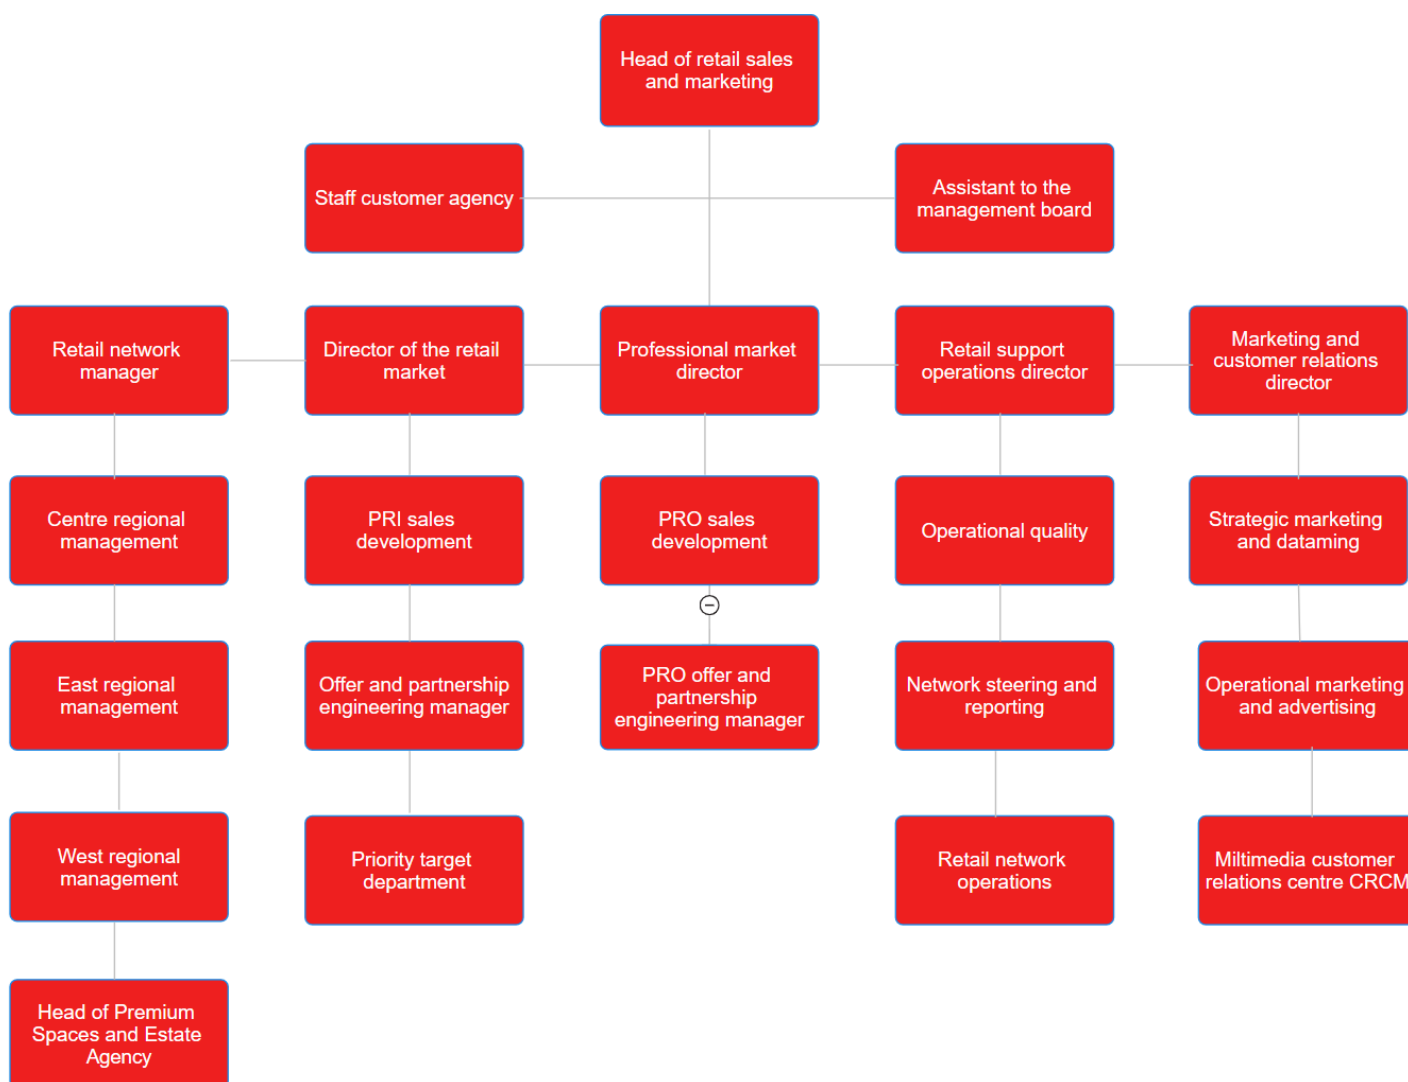 Head of retail sales
and marketing
Staff customer agency
Assistant to the
management board
Retail network
manager
Director of the retail
market
Professional market
director
Retail support
operations director
Marketing and
customer relations
director
Centre regional
management
PRI sales
development
PRO sales
development
Operational quality
Strategic marketing
and dataming
East regional
management
Offer and partnership
engineering manager
PRO offer and
partnership
engineering manager
Network steering and
reporting
Operational marketing
and advertising
West regional
management
Priority target
department
Retail network
operations
Miltimedia customer
relations centre CRCM
Head of Premium
Spaces and Estate
Agency